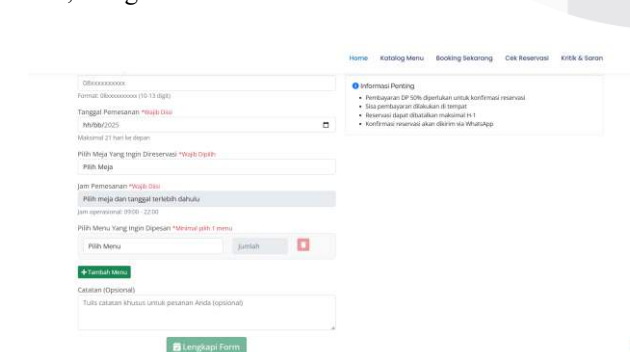 Home Katalog Menu Booking Sekarang Cek Reservasi Kritik & Saran
08xxxxxxxxxx
Format: 08xxxxxxxxxx (10-13 digit)
Tanggal Pemesanan *Wajib Diisi
hh/bb/2025
Maksimal 21 hari ke depan
Pilih Meja Yang Ingin Direservasi *Wajib Dipilih
Pilih Meja
Jam Pemesanan *Wajib Diisi
Pilih meja dan tanggal terlebih dahulu
Jam operasional: 09:00 - 22:00
Pilih Menu Yang Ingin Dipesan *Minimal pilih 1 menu
Pilih Menu Jumlah
+ Tambah Menu
Catatan (Opsional)
Tulis catatan khusus untuk pesanan Anda (opsional)
Lengkapi Form
Informasi Penting
• Pembayaran DP 50% diperlukan untuk konfirmasi reservasi
• Sisa pembayaran dilakukan di tempat
• Reservasi dapat dibatalkan maksimal H-1
• Konfirmasi reservasi akan dikirim via WhatsApp